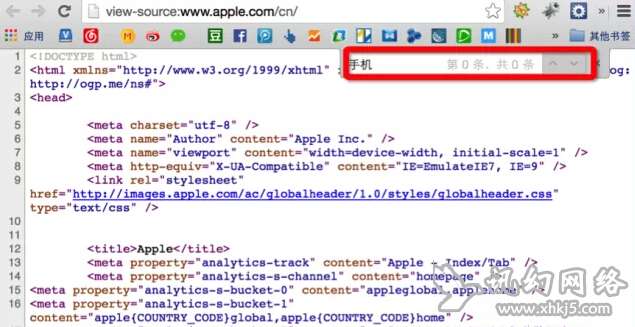 view-source:www.apple.com/cn/
其他书签
手机 第 0 条，共 0 条
1 <!DOCTYPE html>
2 <html xmlns="http://www.w3.org/1999/xhtml" og:
http://ogp.me/ns#">
3 <head>
4
5 <meta charset="utf-8" />
6 <meta name="Author" content="Apple Inc." />
7 <meta name="viewport" content="width=device-width, initial-scale=1" />
8 <meta http-equiv="X-UA-Compatible" content="IE=EmulateIE7, IE=9" />
9 <link rel="stylesheet"
href="http://images.apple.com/ac/globalheader/1.0/styles/globalheader.css"
type="text/css" />
10
11
12 <title>Apple</title>
13 <meta property="analytics-track" content="Apple - Index/Tab" />
14 <meta property="analytics-s-channel" content="homepage" />
15 <meta property="analytics-s-bucket-0" content="appleglobal,applehome" />
16 <meta property="analytics-s-bucket-1"
content="apple{COUNTRY_CODE}global,apple{COUNTRY_CODE}home" />
www.xhkj5.com